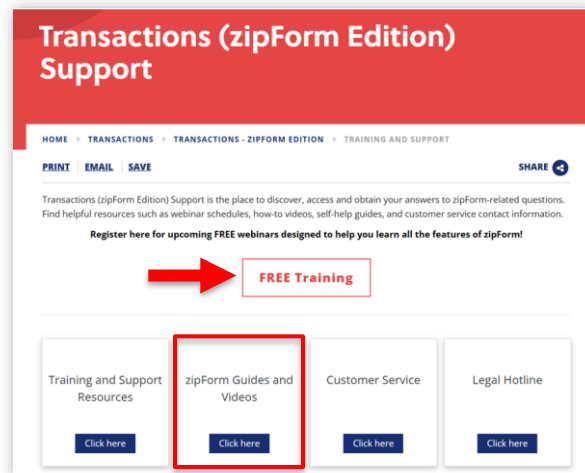 Transactions (zipForm Edition)
Support
HOME TRANSACTIONS TRANSACTIONS - ZIPFORM EDITION TRAINING AND SUPPORT
PRINT EMAIL SAVE SHARE
Transactions (zipForm Edition) Support is the place to discover, access and obtain your answers to zipForm-related questions.
Find helpful resources such as webinar schedules, how-to videos, self-help guides, and customer service contact information.
Register here for upcoming FREE webinars designed to help you learn all the features of zipForm!
FREE Training
Training and Support
Resources
Click here
zipForm Guides and
Videos
Click here
Customer Service
Click here
Legal Hotline
Click here